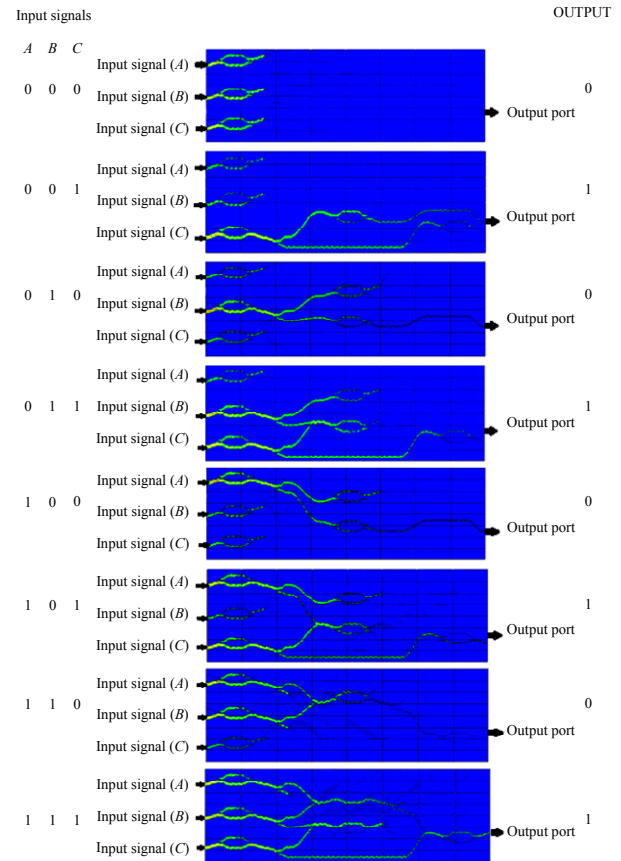 Input signals OUTPUT
A B C
Input signal (A)
0 0 0 Input signal (B) 0
Output port
Input signal (C)
Input signal (A)
0 0 1 Input signal (B) 1
Output port
Input signal (C)
Input signal (A)
0 1 0 Input signal (B) 0
Output port
Input signal (C)
Input signal (A)
0 1 1 Input signal (B) 1
Output port
Input signal (C)
Input signal (A)
1 0 0 Input signal (B) 0
Output port
Input signal (C)
Input signal (A)
1 0 1 Input signal (B) 1
Output port
Input signal (C)
Input signal (A)
1 1 0 Input signal (B) 0
Output port
Input signal (C)
Input signal (A)
1 1 1 Input signal (B) 1
Output port
Input signal (C)